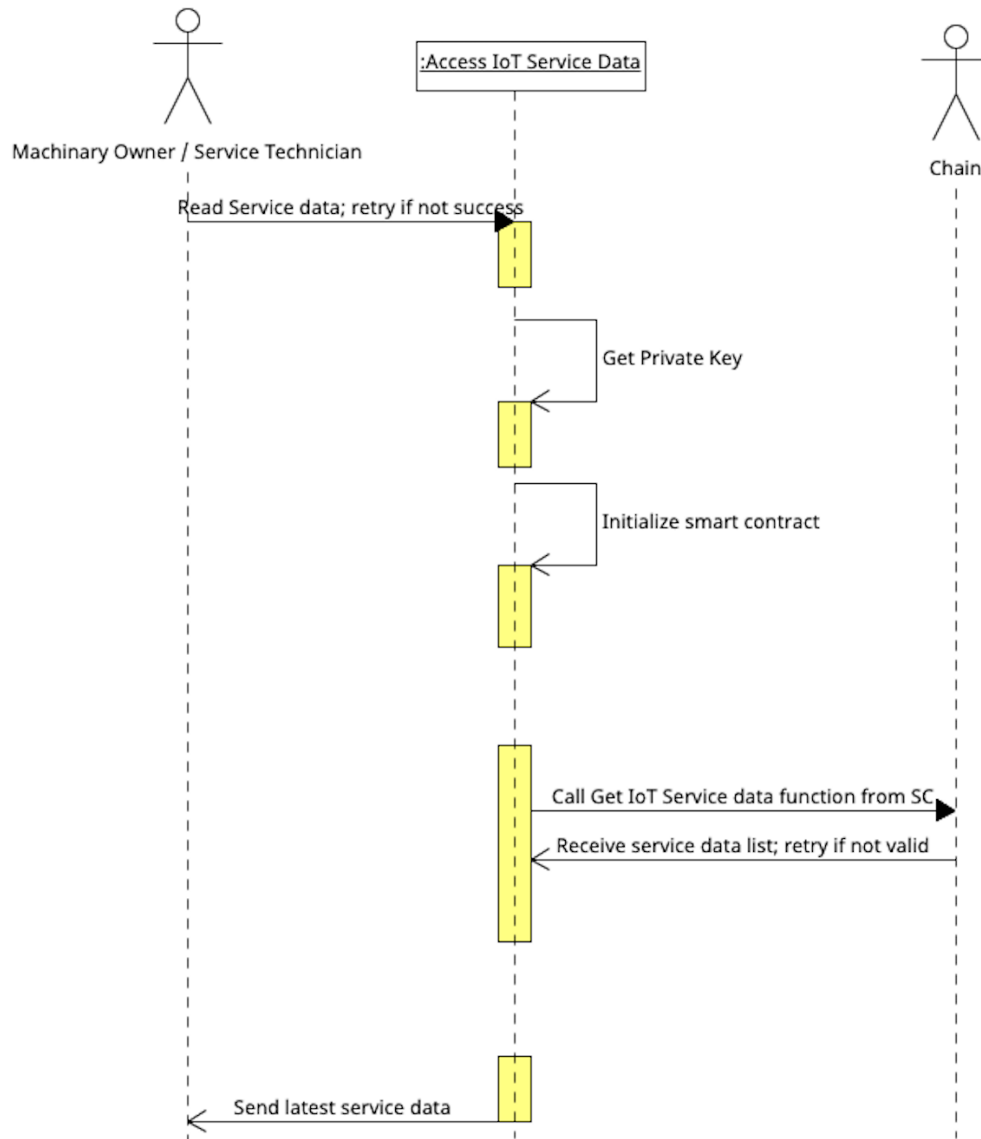 :Access IoT Service Data
Machinary Owner / Service Technician
Chain
Read Service data; retry if not success
Get Private Key
Initialize smart contract
Call Get IoT Service data function from SC
Receive service data list; retry if not valid
Send latest service data